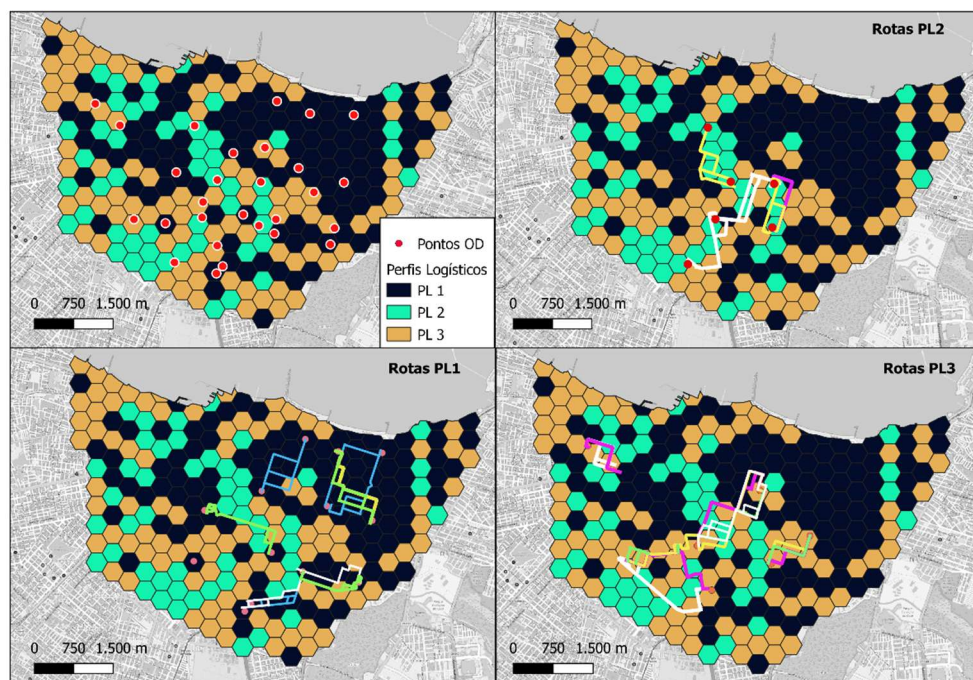 Rotas PL2
Pontos OD
Perfis Logísticos
PL 1
PL 2
PL 3
0 750 1.500 m
0 750 1.500 m
Rotas PL1
Rotas PL3
0 750 1.500 m
0 750 1.500 m